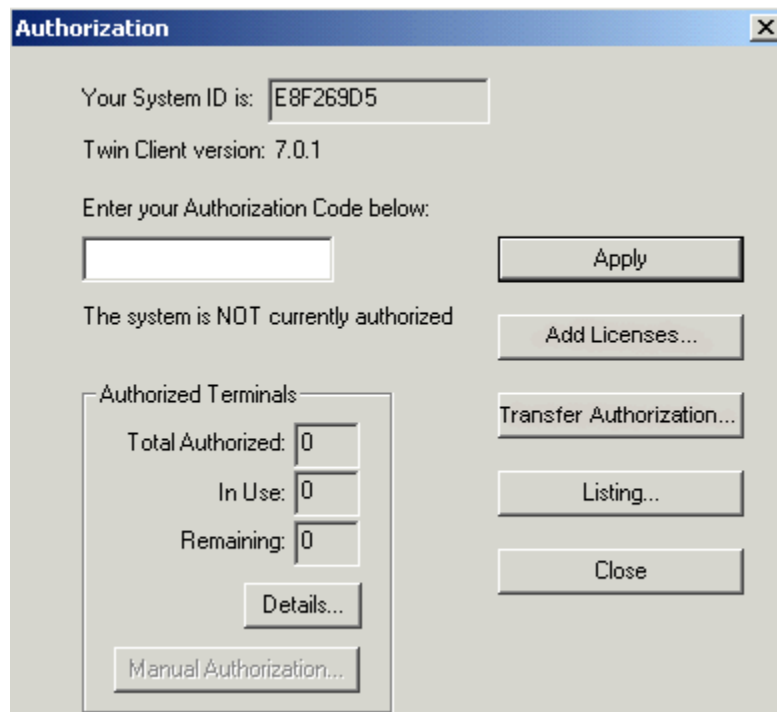 Authorization
Your System ID is: E8F269D5
Twin Client version: 7.0.1
Enter your Authorization Code below:
Apply
The system is NOT currently authorized
Add Licenses...
Authorized Terminals
Transfer Authorization...
Total Authorized: 0
In Use: 0
Listing...
Remaining: 0
Close
Details...
Manual Authorization...